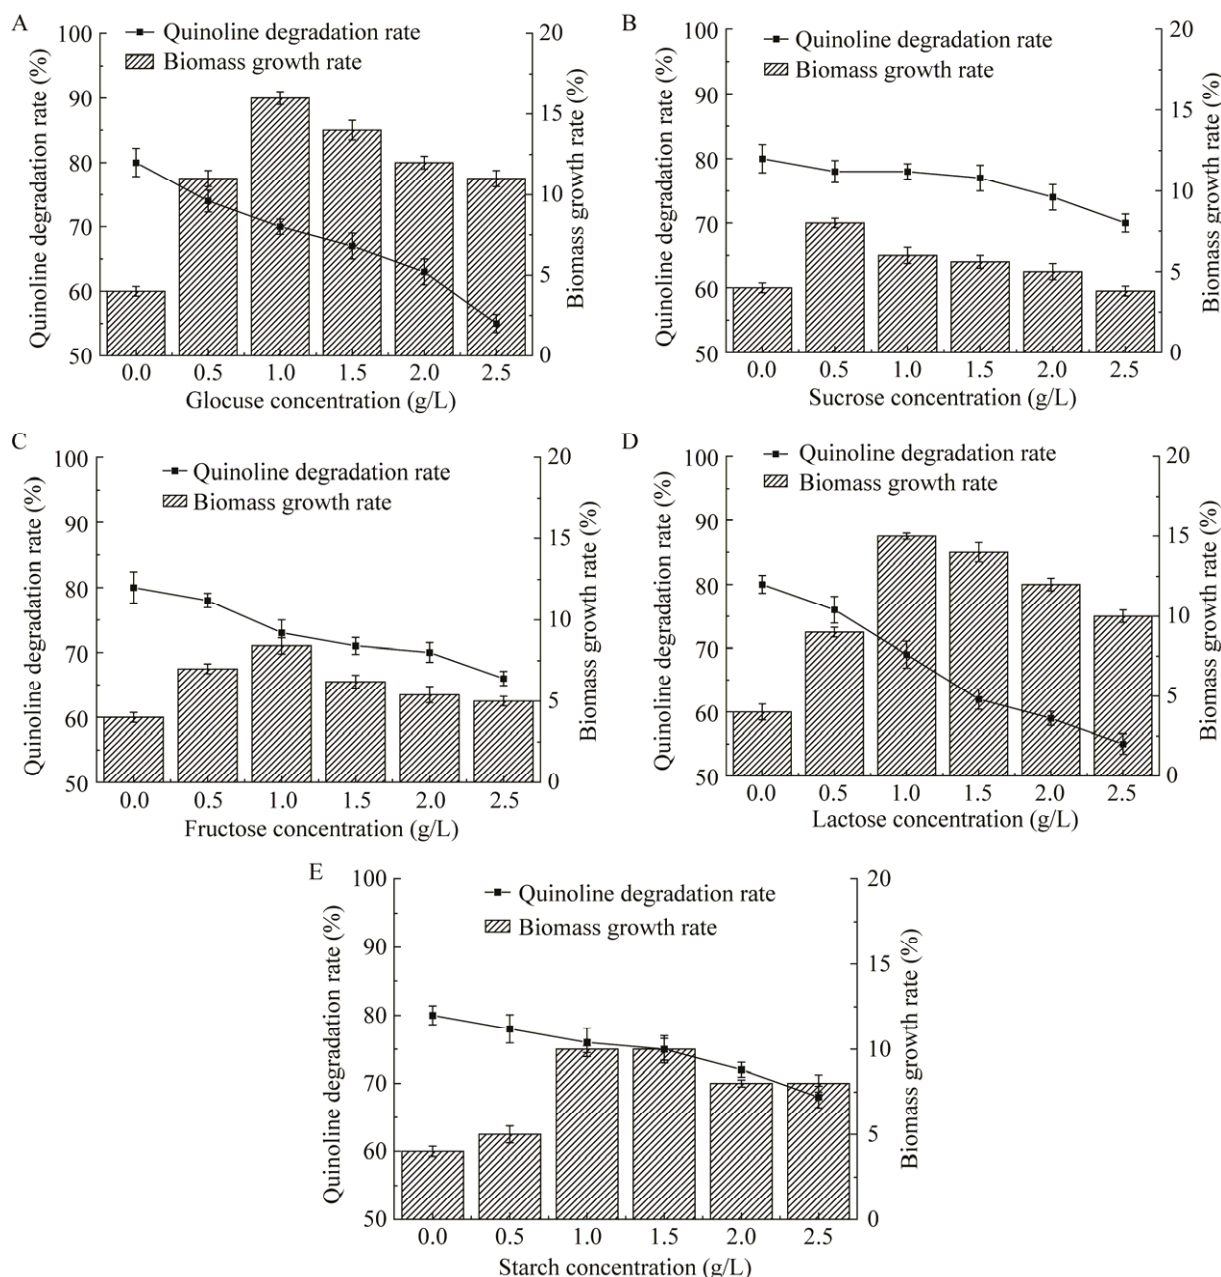 A
Quinoline degradation rate
Biomass growth rate
Quinoline degradation rate (%)
100
90
80
70
60
50
20
15
10
5
0
Biomass growth rate (%)
0.0 0.5 1.0 1.5 2.0 2.5
Glocuse concentration (g/L)
B
Quinoline degradation rate
Biomass growth rate
Quinoline degradation rate (%)
100
90
80
70
60
50
20
15
10
5
0
Biomass growth rate (%)
0.0 0.5 1.0 1.5 2.0 2.5
Sucrose concentration (g/L)
C
Quinoline degradation rate
Biomass growth rate
Quinoline degradation rate (%)
100
90
80
70
60
50
20
15
10
5
0
Biomass growth rate (%)
0.0 0.5 1.0 1.5 2.0 2.5
Fructose concentration (g/L)
D
Quinoline degradation rate
Biomass growth rate
Quinoline degradation rate (%)
100
90
80
70
60
50
20
15
10
5
0
Biomass growth rate (%)
0.0 0.5 1.0 1.5 2.0 2.5
Lactose concentration (g/L)
E
Quinoline degradation rate
Biomass growth rate
Quinoline degradation rate (%)
100
90
80
70
60
50
20
15
10
5
0
Biomass growth rate (%)
0.0 0.5 1.0 1.5 2.0 2.5
Starch concentration (g/L)